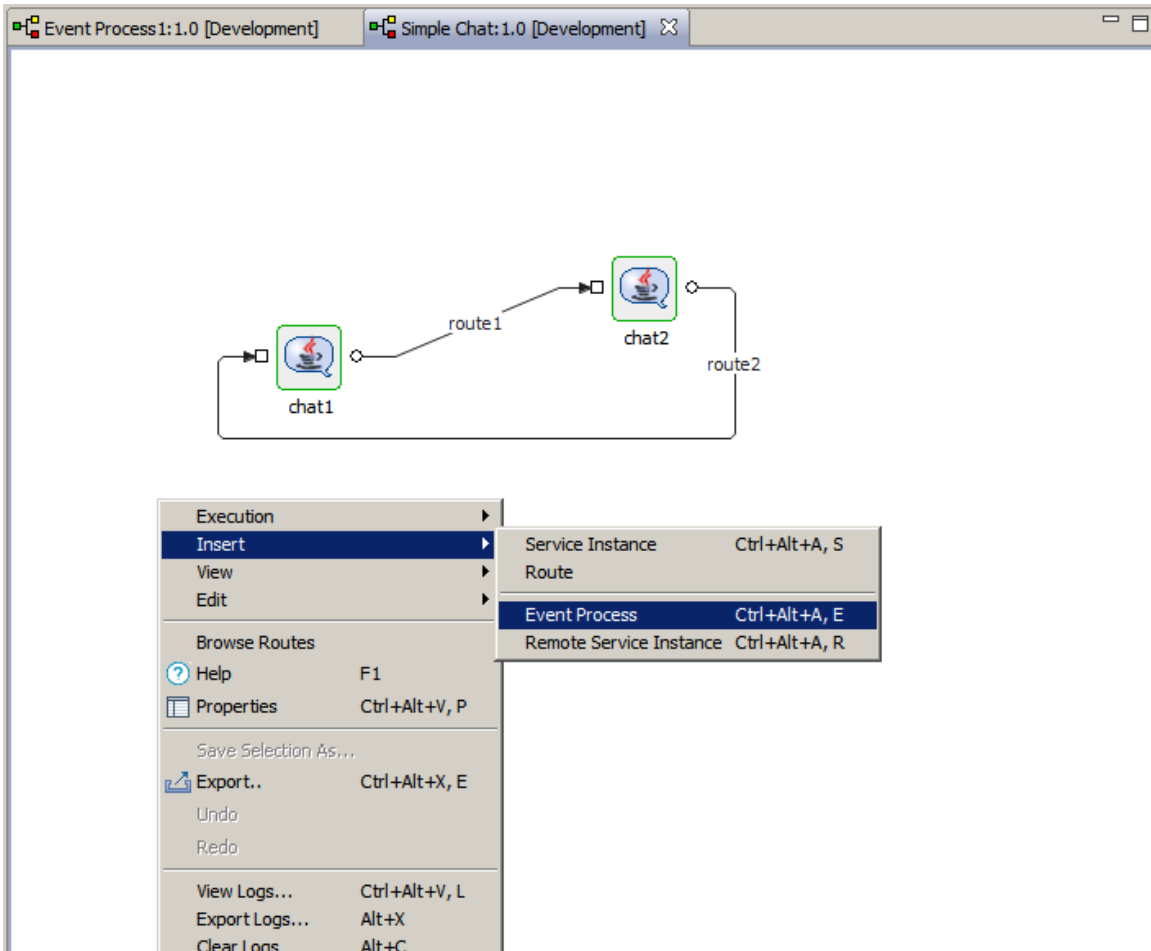 Event Process1:1.0 [Development] Simple Chat:1.0 [Development]
route1
chat2
route2
chat1
Execution
Insert
View
Edit
Browse Routes
Help F1
Properties Ctrl+Alt+V, P
Save Selection As...
Export.. Ctrl+Alt+X, E
Undo
Redo
View Logs... Ctrl+Alt+V, L
Export Logs... Alt+X
Clear Logs Alt+C
Service Instance Ctrl+Alt+A, S
Route
Event Process Ctrl+Alt+A, E
Remote Service Instance Ctrl+Alt+A, R